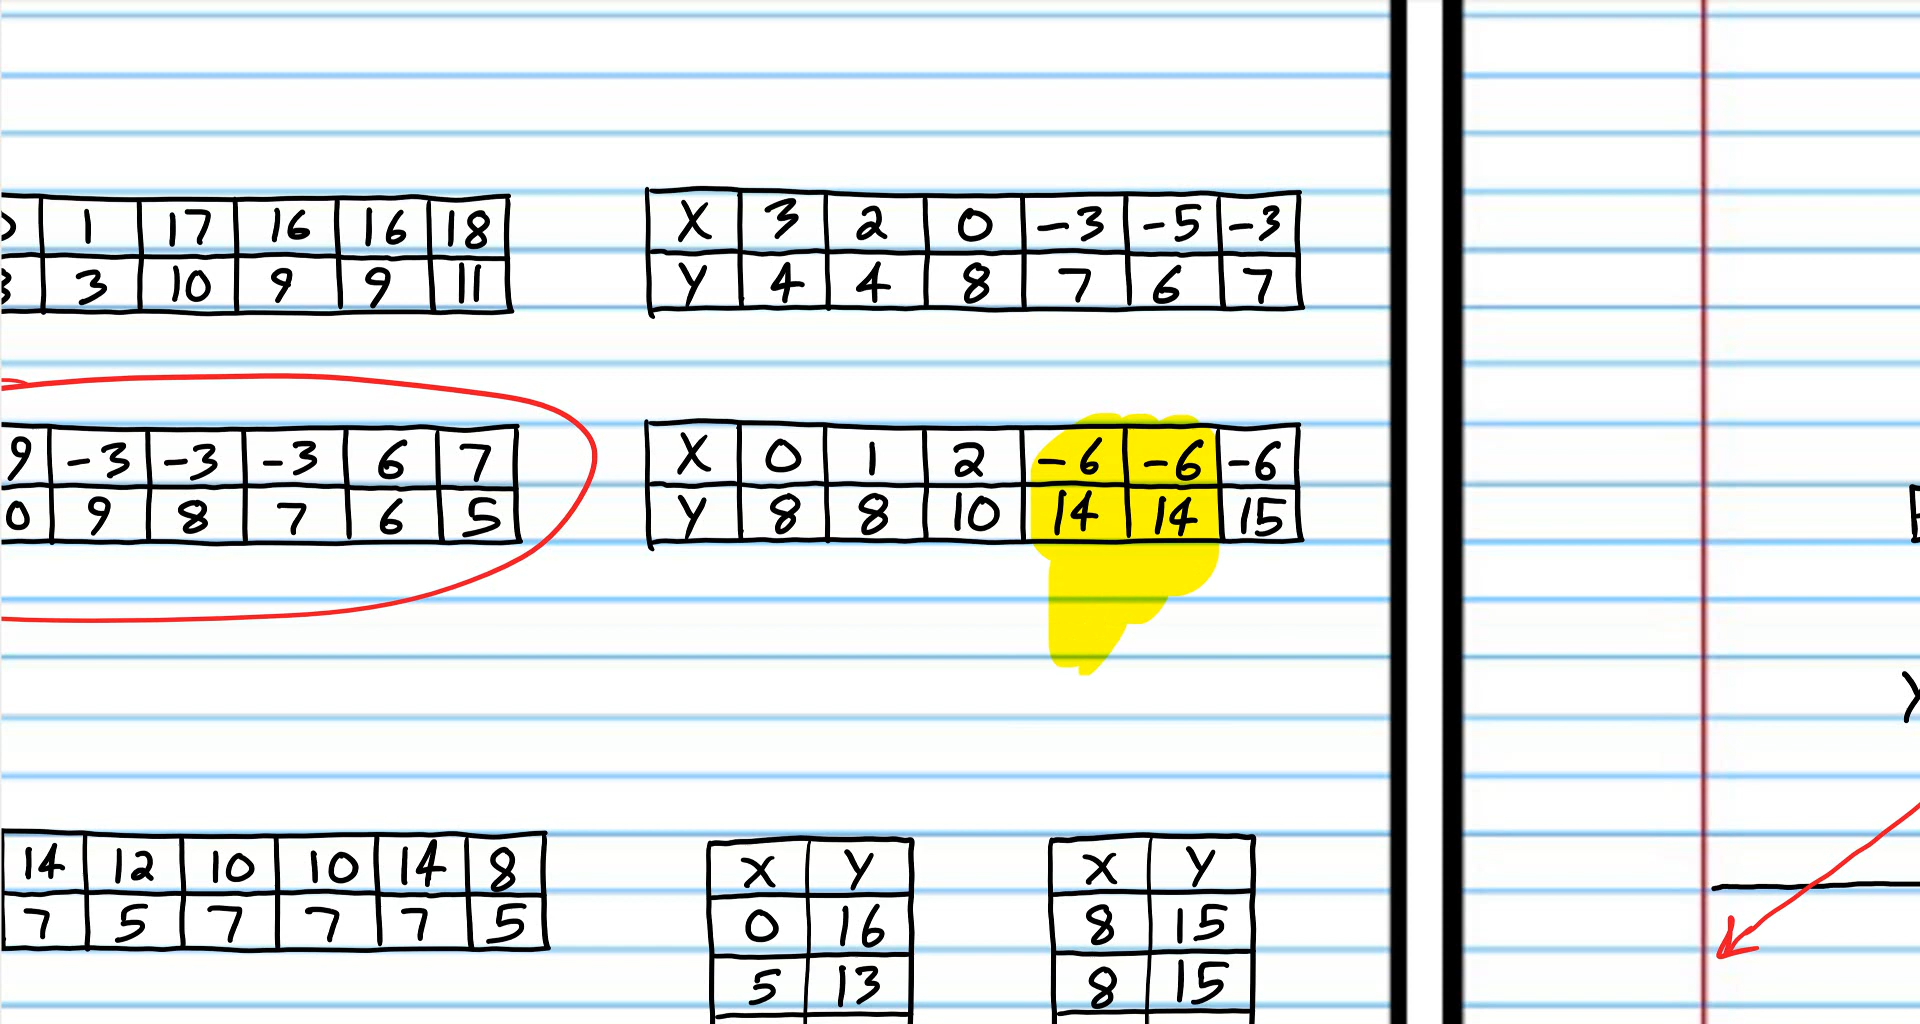 1 17 16 16 18
3 10 9 9 11
X 3 2 0 -3 -5 -3
Y 4 4 8 7 6 7
9 -3 -3 -3 6 7
0 9 8 7 6 5
X 0 1 2 -6 -6 -6
Y 8 8 10 14 14 15
14 12 10 10 14 8
7 5 7 7 7 5
X Y
0 16
5 13
X Y
8 15
8 15